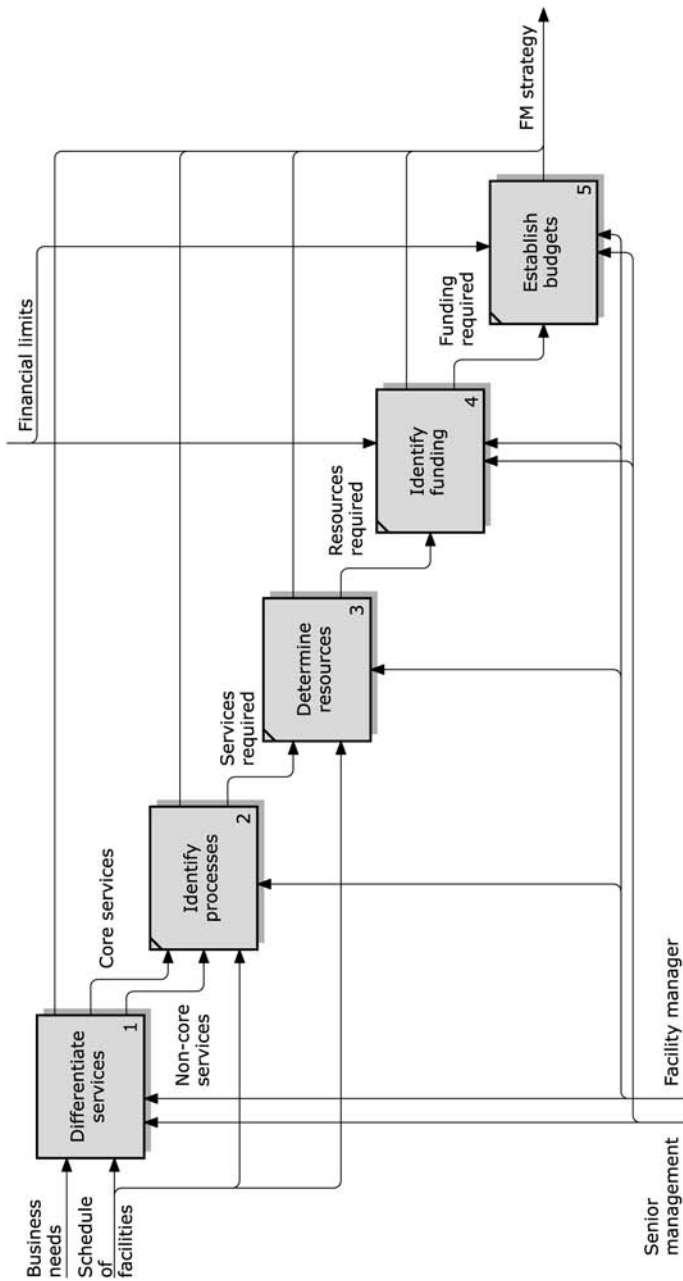 Business
needs
Schedule
of
facilities
Differentiate
services
1
Core services
Non-core
services
Identify
processes
2
Services
required
Determine
resources
3
Resources
required
Financial limits
Identify
funding
4
Funding
required
Establish
budgets
5
FM strategy
Senior
management
Facility manager